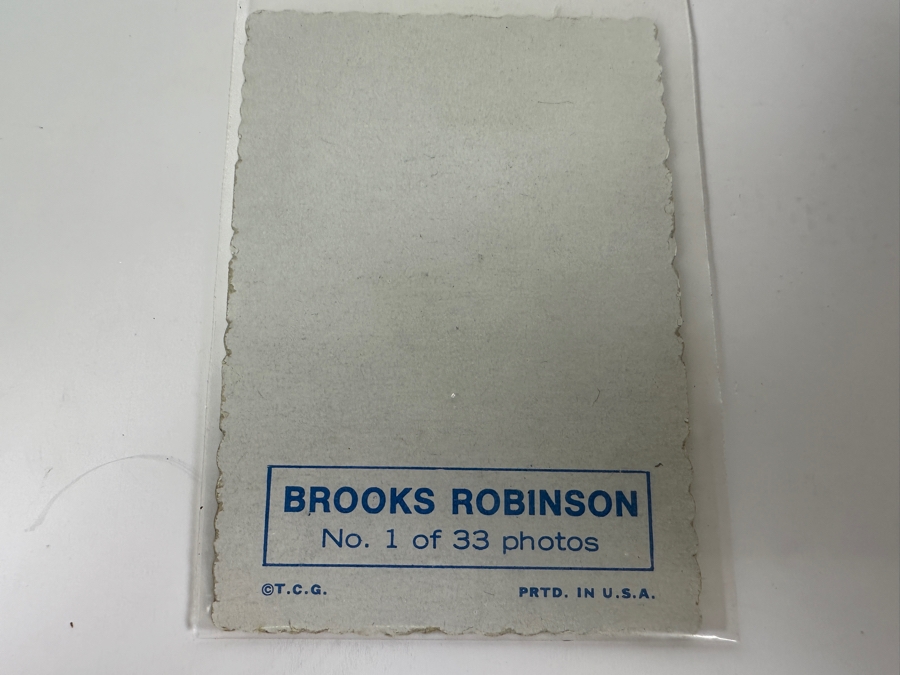 BROOKS ROBINSON
No. 1 of 33 photos
©T.C.G. PRTD. IN U.S.A.